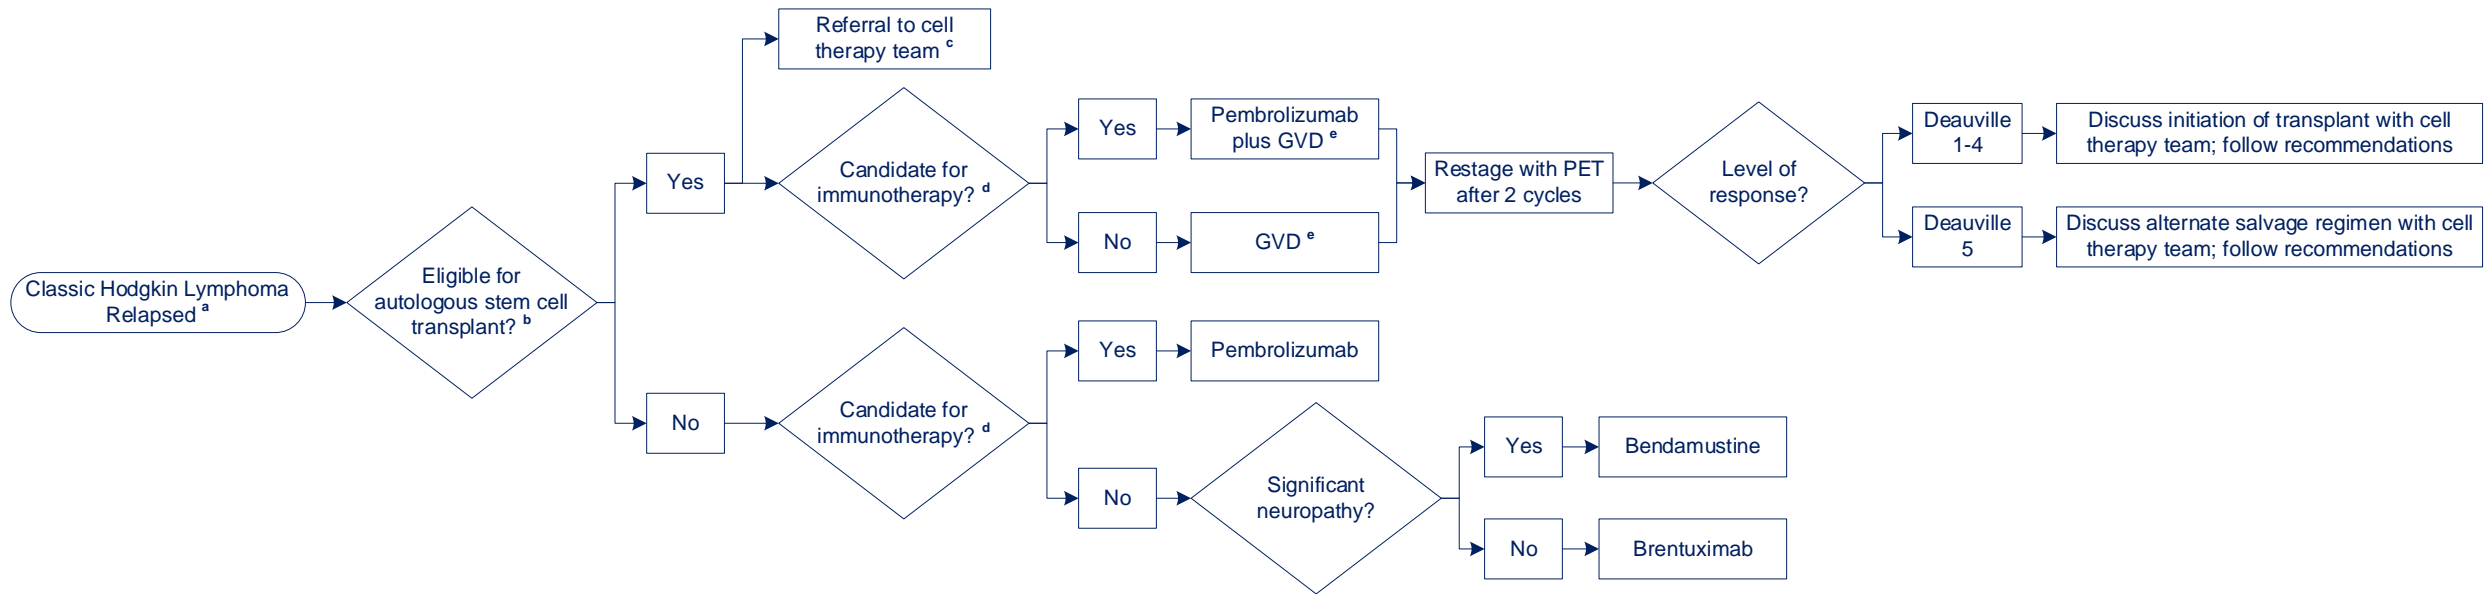 Referral to cell
therapy team c
Candidate for
immunotherapy? d
Yes
Pembrolizumab
plus GVD e
No
GVD e
Restage with PET
after 2 cycles
Level of
response?
Deauville
1-4
Discuss initiation of transplant with cell
therapy team; follow recommendations
Deauville
5
Discuss alternate salvage regimen with cell
therapy team; follow recommendations
Yes
Classic Hodgkin Lymphoma
Relapsed a
Eligible for
autologous stem cell
transplant? b
No
Candidate for
immunotherapy? d
Yes
Pembrolizumab
No
Significant
neuropathy?
Yes
Bendamustine
No
Brentuximab